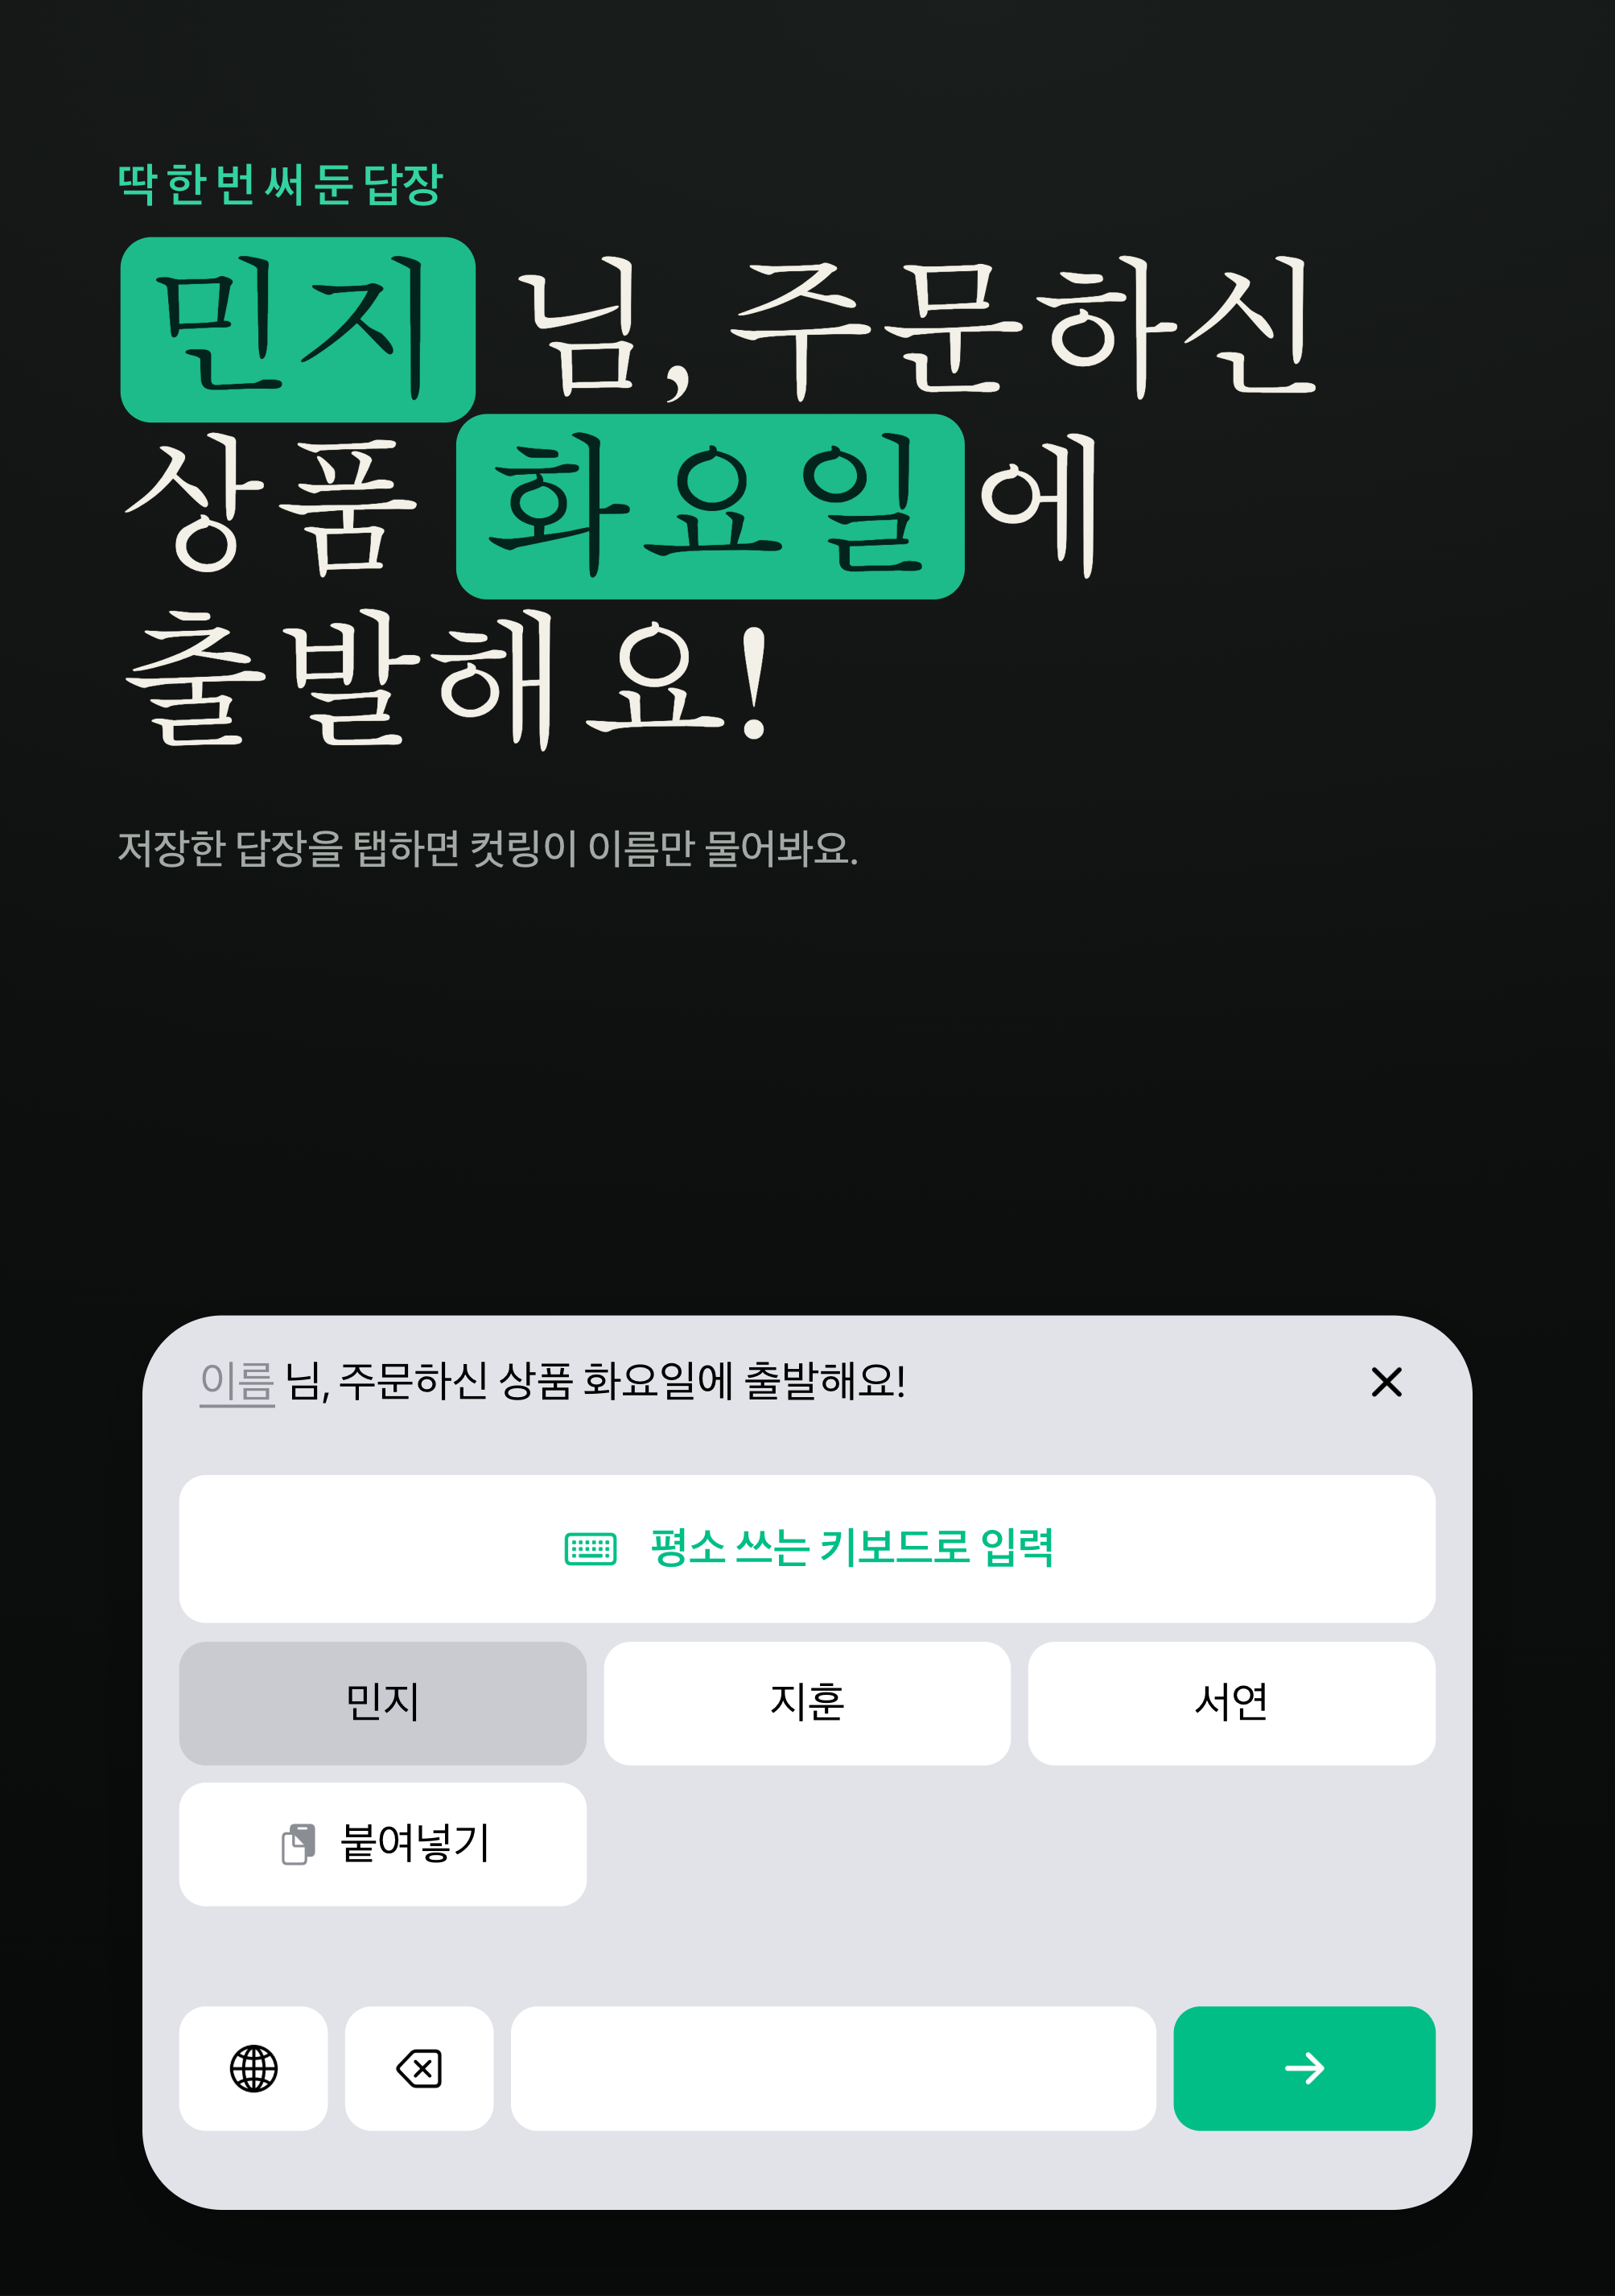 딱 한 번 써 둔 답장
민지 님, 주문하신
상품 화요일에
출발해요!
저장한 답장을 탭하면 컷링이 이름만 물어봐요.
이름 님, 주문하신 상품 화요일에 출발해요!
평소 쓰는 키보드로 입력
민지 지훈 서연
붙여넣기